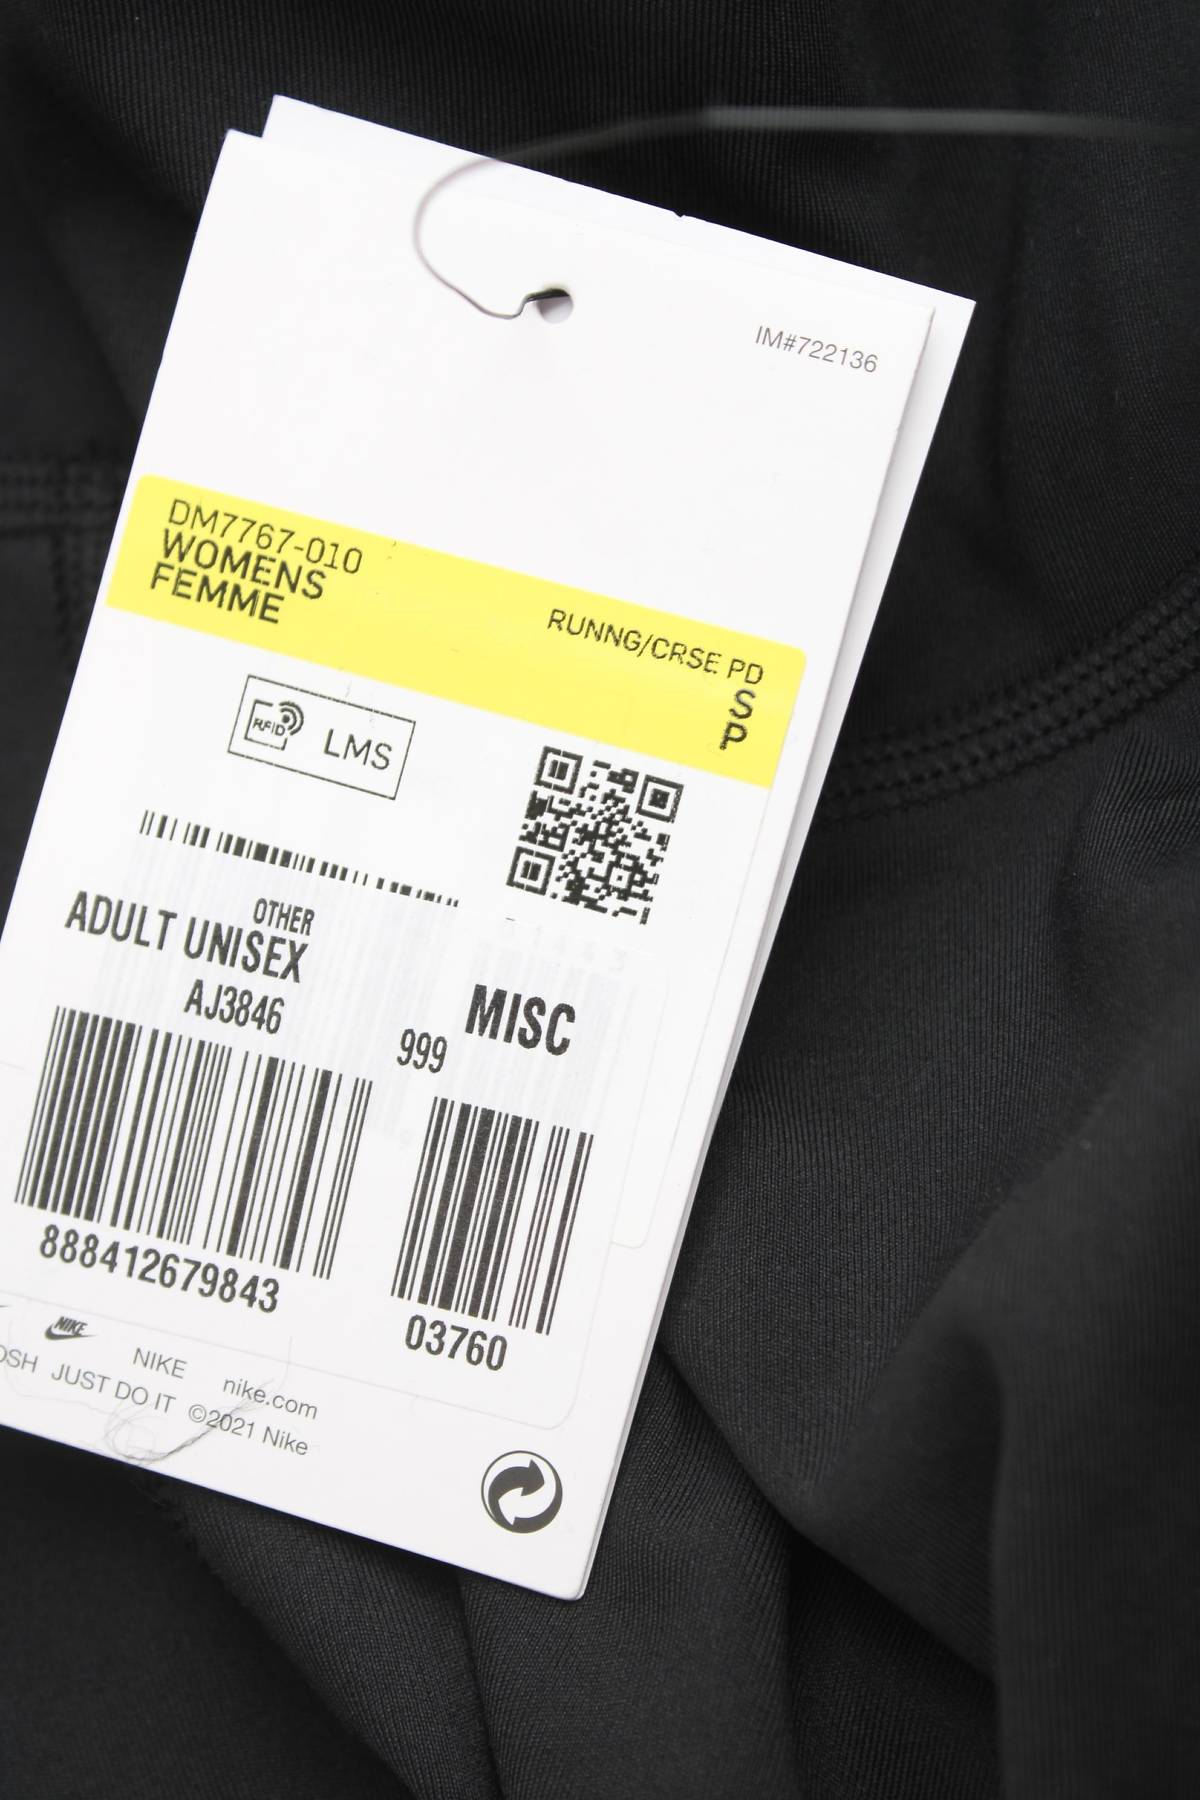 IM#722136
DM7767-010
WOMENS
FEMME
RUNNG/CRSE PD
S
P
RFID LMS
OTHER
ADULT UNISEX
AJ3846
999
MISC
888412679843
03760
NIKE
NIKE nike.com
JUST DO IT ©2021 Nike